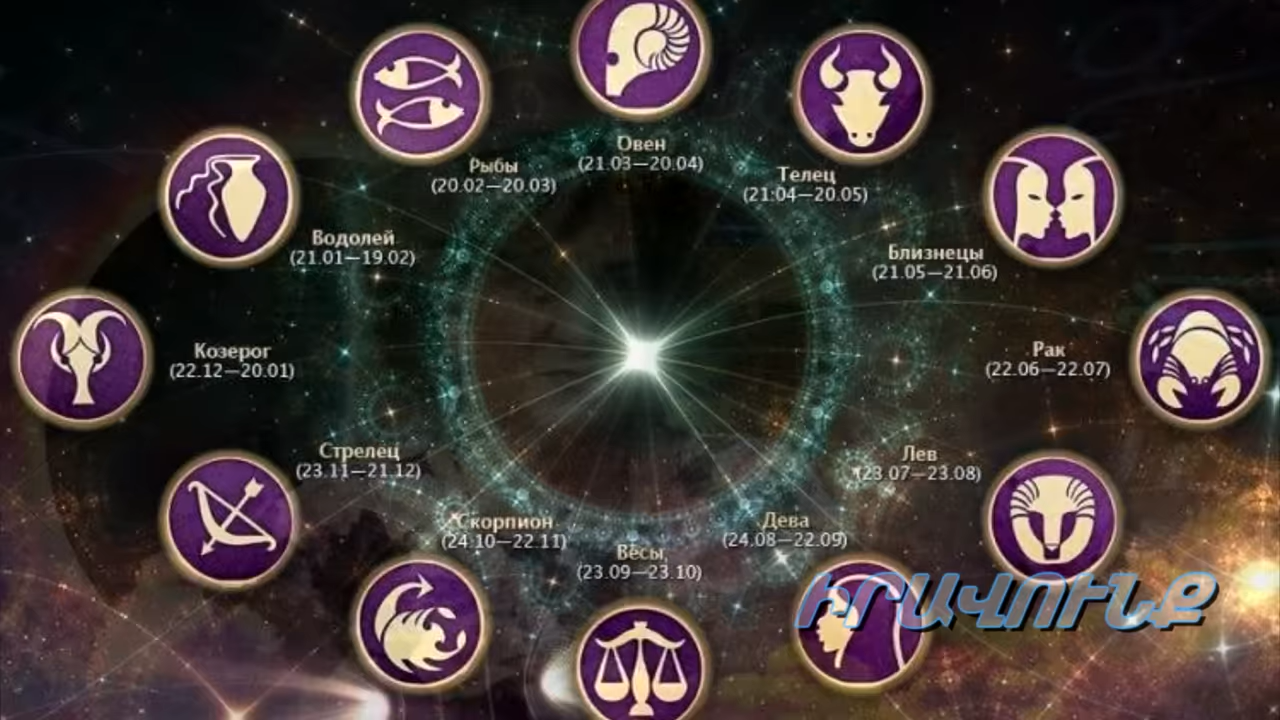 Овен
(21.03—20.04)
Рыбы
(20.02—20.03)
Телец
(21.04—20.05)
Водолей
(21.01—19.02)
Близнецы
(21.05—21.06)
Козерог
(22.12—20.01)
Рак
(22.06—22.07)
Стрелец
(23.11—21.12)
Лев
(23.07—23.08)
Скорпион
(24.10—22.11)
Дева
(24.08—22.09)
Весы
(23.09—23.10)
ԻՐԱՎՈՒՆՔ